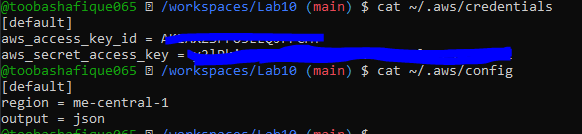 @toobashafique065 /workspaces/Lab10 (main) $ cat ~/.aws/credentials
[default]
aws_access_key_id =
aws_secret_access_key =
@toobashafique065 /workspaces/Lab10 (main) $ cat ~/.aws/config
[default]
region = me-central-1
output = json
@toobashafique065 /workspaces/Lab10 (main) $